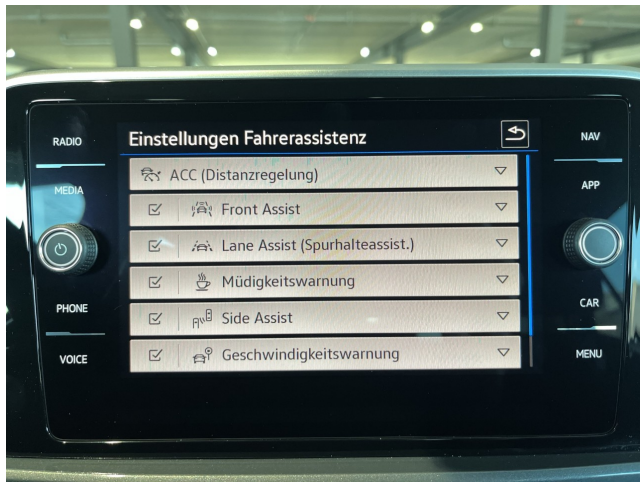 RADIO
MEDIA
PHONE
VOICE
Einstellungen Fahrerassistenz
ACC (Distanzregelung)
Front Assist
Lane Assist (Spurhalteassist.)
Müdigkeitswarnung
Side Assist
Geschwindigkeitswarnung
NAV
APP
CAR
MENU